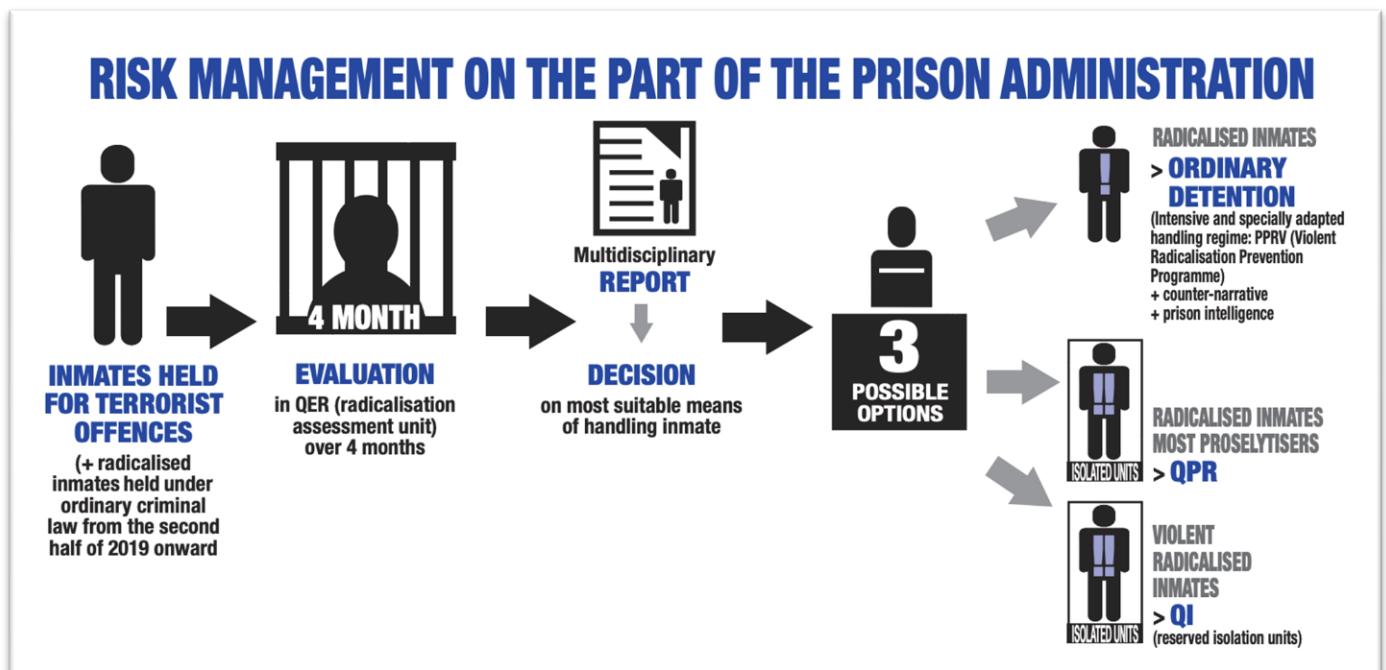 RISK MANAGEMENT ON THE PART OF THE PRISON ADMINISTRATION
INMATES HELD
FOR TERRORIST
OFFENCES
(+ radicalised
inmates held under
ordinary criminal
law from the second
half of 2019 onward
4 MONTH
EVALUATION
in QER (radicalisation
assessment unit)
over 4 months
Multidisciplinary
REPORT
DECISION
on most suitable means
of handling inmate
3
POSSIBLE
OPTIONS
RADICALISED INMATES
> ORDINARY
DETENTION
(Intensive and specially adapted
handling regime: PPRV (Violent
Radicalisation Prevention
Programme)
+ counter-narrative
+ prison intelligence
ISOLATED UNITS
RADICALISED INMATES
MOST PROSELYTISERS
> QPR
ISOLATED UNITS
VIOLENT
RADICALISED
INMATES
> QI
(reserved isolation units)